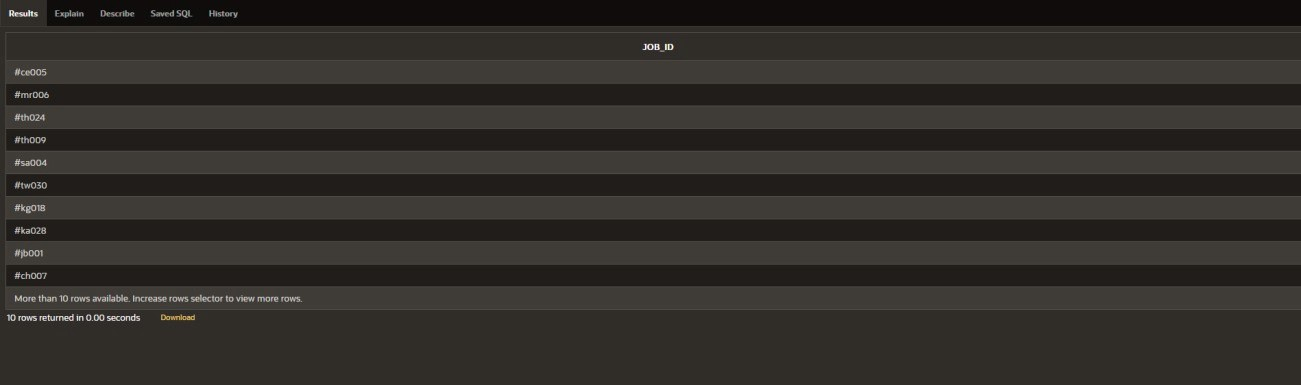 Results Explain Describe Saved SQL History
JOB_ID
#ce005
#mr006
#th024
#th009
#sa004
#tw030
#kg018
#ka028
#jb001
#ch007
More than 10 rows available. Increase rows selector to view more rows.
10 rows returned in 0.00 seconds Download